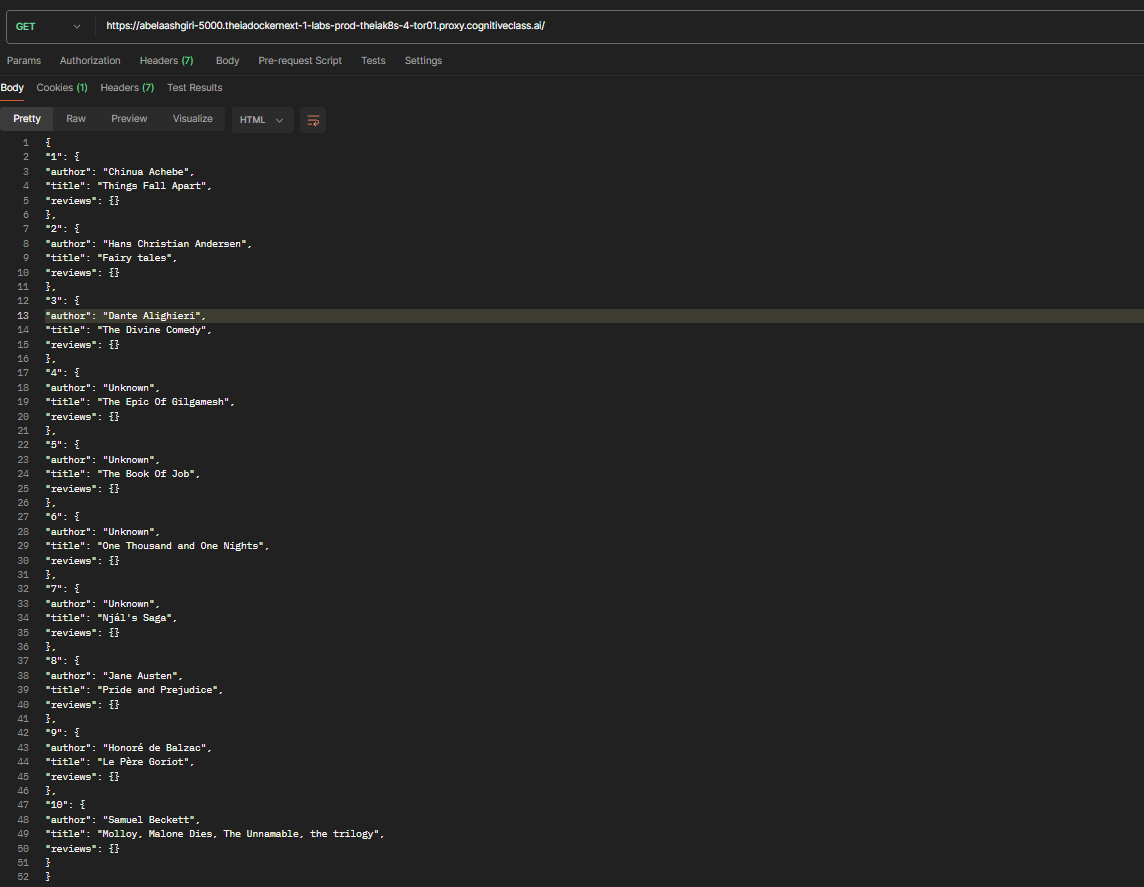 GET https://abelaashgiri-5000.theiadockernext-1-labs-prod-theiak8s-4-tor01.proxy.cognitiveclass.ai/
Params Authorization Headers (7) Body Pre-request Script Tests Settings
Body Cookies (1) Headers (7) Test Results
Pretty Raw Preview Visualize HTML
1 {
2 "1": {
3 "author": "Chinua Achebe",
4 "title": "Things Fall Apart",
5 "reviews": {}
6 },
7 "2": {
8 "author": "Hans Christian Andersen",
9 "title": "Fairy tales",
10 "reviews": {}
11 },
12 "3": {
13 "author": "Dante Alighieri",
14 "title": "The Divine Comedy",
15 "reviews": {}
16 },
17 "4": {
18 "author": "Unknown",
19 "title": "The Epic Of Gilgamesh",
20 "reviews": {}
21 },
22 "5": {
23 "author": "Unknown",
24 "title": "The Book Of Job",
25 "reviews": {}
26 },
27 "6": {
28 "author": "Unknown",
29 "title": "One Thousand and One Nights",
30 "reviews": {}
31 },
32 "7": {
33 "author": "Unknown",
34 "title": "Njál's Saga",
35 "reviews": {}
36 },
37 "8": {
38 "author": "Jane Austen",
39 "title": "Pride and Prejudice",
40 "reviews": {}
41 },
42 "9": {
43 "author": "Honoré de Balzac",
44 "title": "Le Père Goriot",
45 "reviews": {}
46 },
47 "10": {
48 "author": "Samuel Beckett",
49 "title": "Molloy, Malone Dies, The Unnamable, the trilogy",
50 "reviews": {}
51 }
52 }